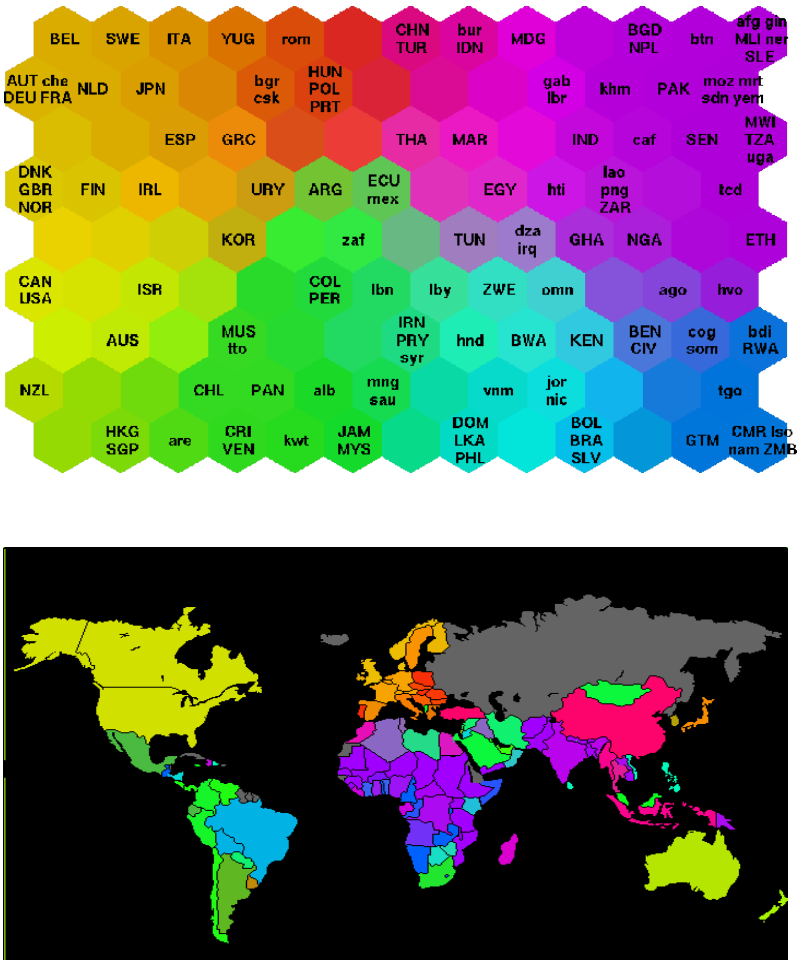 BEL SWE ITA YUG rom CHN bur MDG BGD btn afg gin
TUR IDN NPL MLI ner
SLE
AUT che NLD JPN bgr HUN gab khm PAK moz mrt
DEU FRA csk POL lbr sdn yem
PRT
ESP GRC THA MAR IND caf SEN MWI
TZA
uga
DNK FIN IRL URY ARG ECU EGY hti lao tcd
GBR mex png
NOR ZAR
KOR zaf TUN dza GHA NGA ETH
irq
CAN ISR COL lbn lby ZWE omn ago hvo
USA PER
AUS MUS IRN hnd BWA KEN BEN cog bdi
tto PRY CIV som RWA
syr
NZL CHL PAN alb mng vnm jor tgo
sau nic
HKG are CRI kwt JAM DOM BOL GTM CMR lso
SGP VEN MYS LKA BRA nam ZMB
PHL SLV